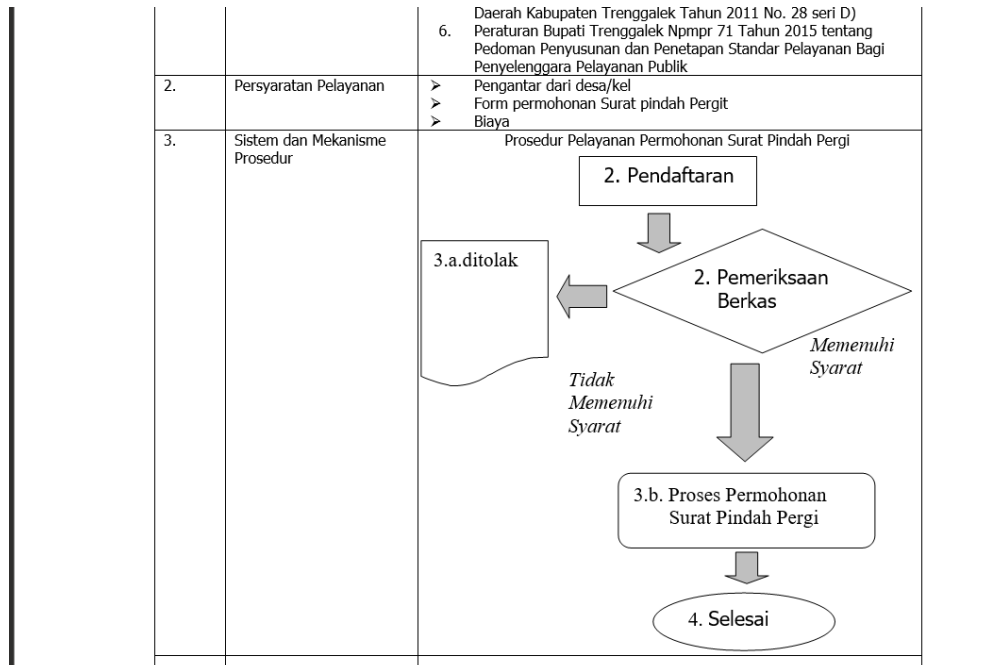 Daerah Kabupaten Trenggalek Tahun 2011 No. 28 seri D)
6. Peraturan Bupati Trenggalek Npmpr 71 Tahun 2015 tentang
Pedoman Penyusunan dan Penetapan Standar Pelayanan Bagi
Penyelenggara Pelayanan Publik
2. Persyaratan Pelayanan
➢ Pengantar dari desa/kel
➢ Form permohonan Surat pindah Pergit
➢ Biaya
3. Sistem dan Mekanisme
Prosedur
Prosedur Pelayanan Permohonan Surat Pindah Pergi
2. Pendaftaran
3.a.ditolak
2. Pemeriksaan
Berkas
Memenuhi
Syarat
Tidak
Memenuhi
Syarat
3.b. Proses Permohonan
Surat Pindah Pergi
4. Selesai